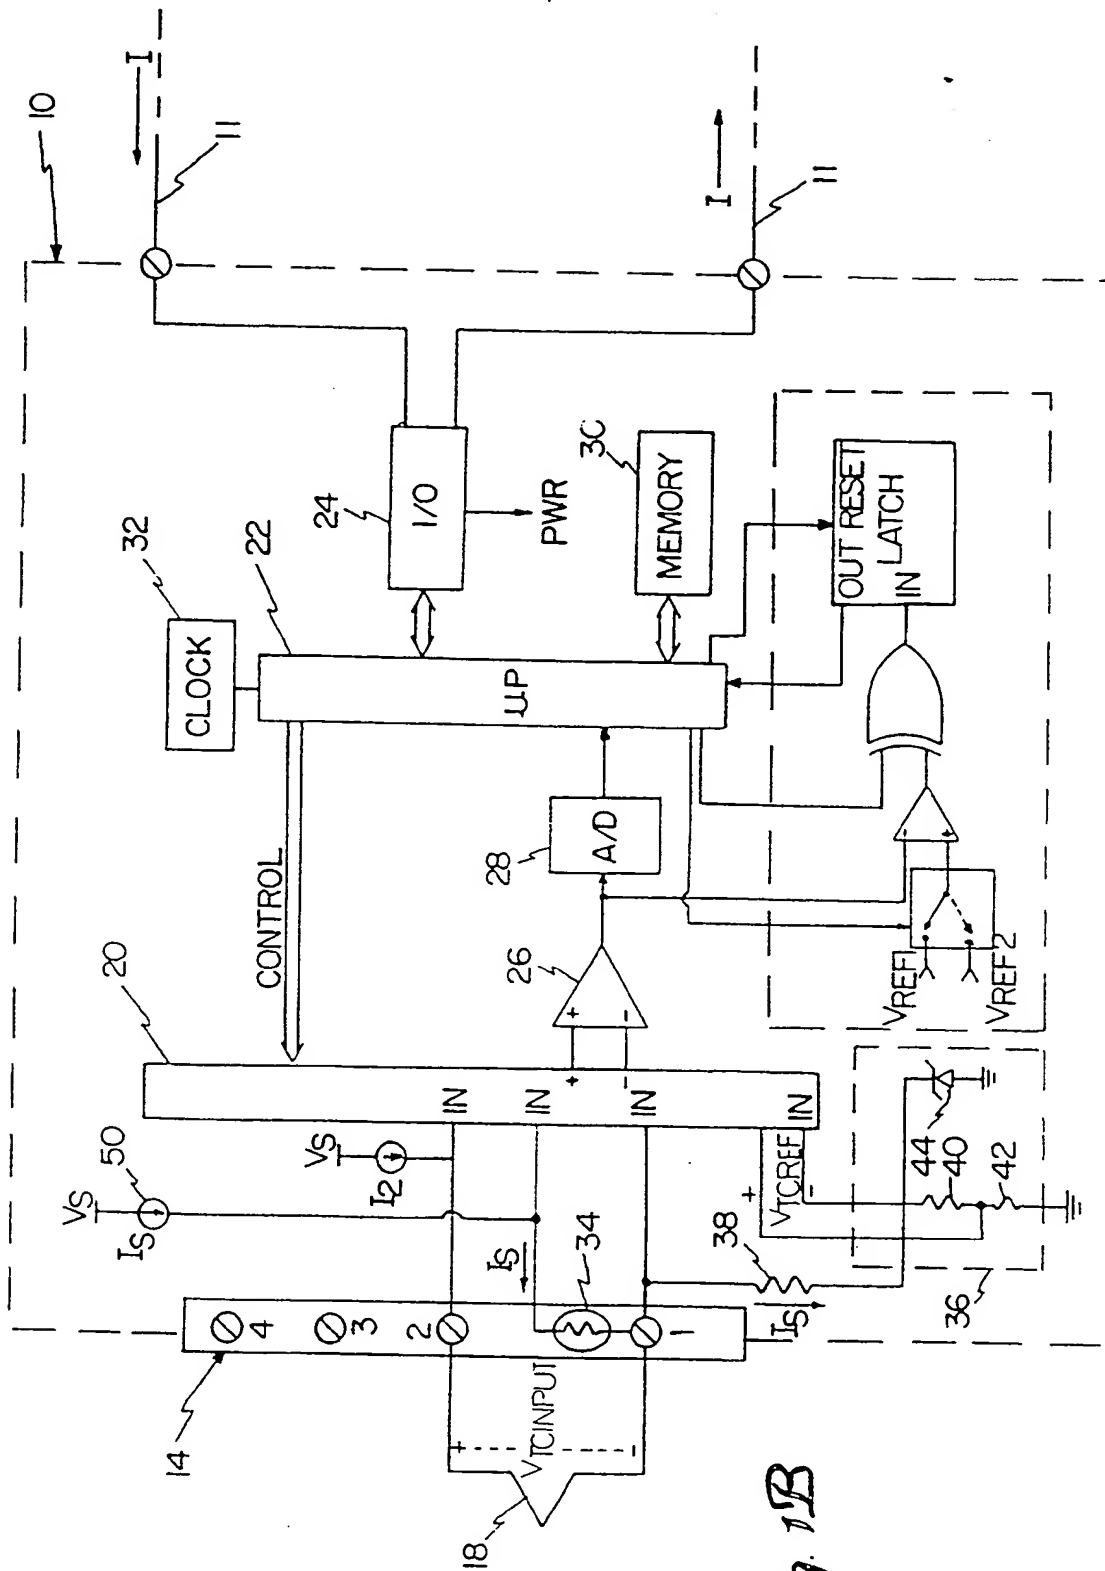 10
I
11
I
11
32
CLOCK
22
24
I/O
PWR
3C
MEMORY
µP
CONTROL
20
28
A/D
26
+
-
OUT RESET
LATCH
IN
-
+
VREF1
VREF2
50
VS
IS
VS
I2
IN
IN
+
-
IN
IN
+
VTCREF
-
44
40
42
36
38
IS
34
IS
4
3
2
1
14
+
VTCINPUT
-
18
1B